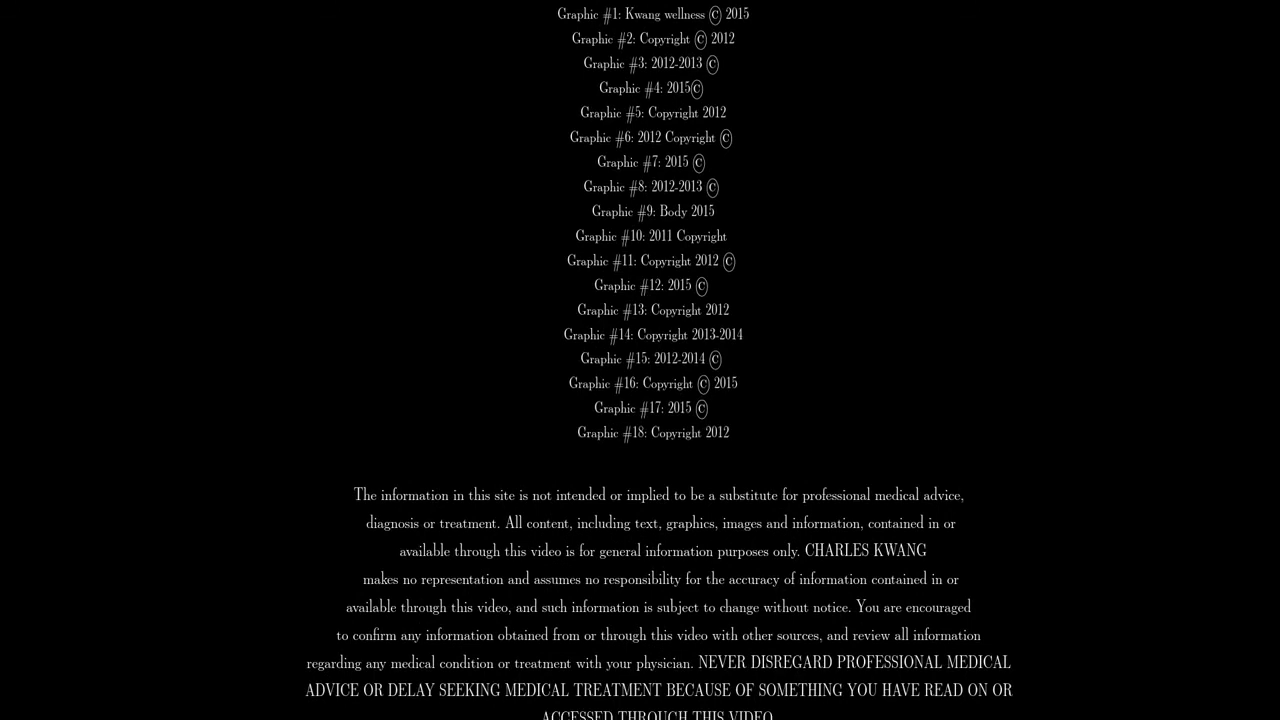 Graphic #1: Kwang wellness © 2015
Graphic #2: Copyright © 2012
Graphic #3: 2012-2013 ©
Graphic #4: 2015©
Graphic #5: Copyright 2012
Graphic #6: 2012 Copyright ©
Graphic #7: 2015 ©
Graphic #8: 2012-2013 ©
Graphic #9: Body 2015
Graphic #10: 2011 Copyright
Graphic #11: Copyright 2012 ©
Graphic #12: 2015 ©
Graphic #13: Copyright 2012
Graphic #14: Copyright 2013-2014
Graphic #15: 2012-2014 ©
Graphic #16: Copyright © 2015
Graphic #17: 2015 ©
Graphic #18: Copyright 2012
The information in this site is not intended or implied to be a substitute for professional medical advice,
diagnosis or treatment. All content, including text, graphics, images and information, contained in or
available through this video is for general information purposes only. CHARLES KWANG
makes no representation and assumes no responsibility for the accuracy of information contained in or
available through this video, and such information is subject to change without notice. You are encouraged
to confirm any information obtained from or through this video with other sources, and review all information
regarding any medical condition or treatment with your physician. NEVER DISREGARD PROFESSIONAL MEDICAL
ADVICE OR DELAY SEEKING MEDICAL TREATMENT BECAUSE OF SOMETHING YOU HAVE READ ON OR
ACCESSED THROUGH THIS VIDEO